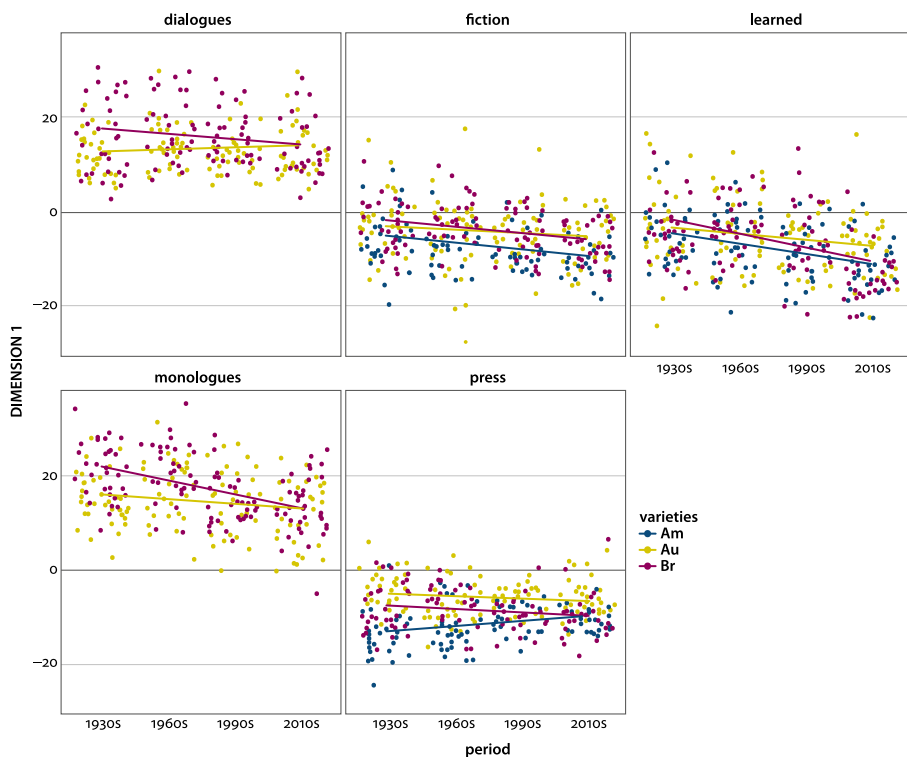 dialogues
fiction
learned
20
0
−20
1930s 1960s 1990s 2010s
DIMENSION 1
monologues
press
20
0
−20
varieties
Am
Au
Br
1930s 1960s 1990s 2010s
1930s 1960s 1990s 2010s
period